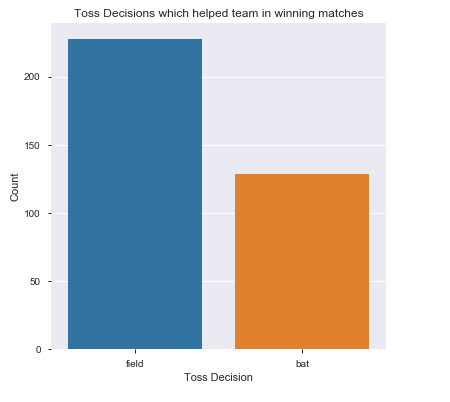 Toss Decisions which helped team in winning matches
200
150
100
50
0
Count
field
bat
Toss Decision